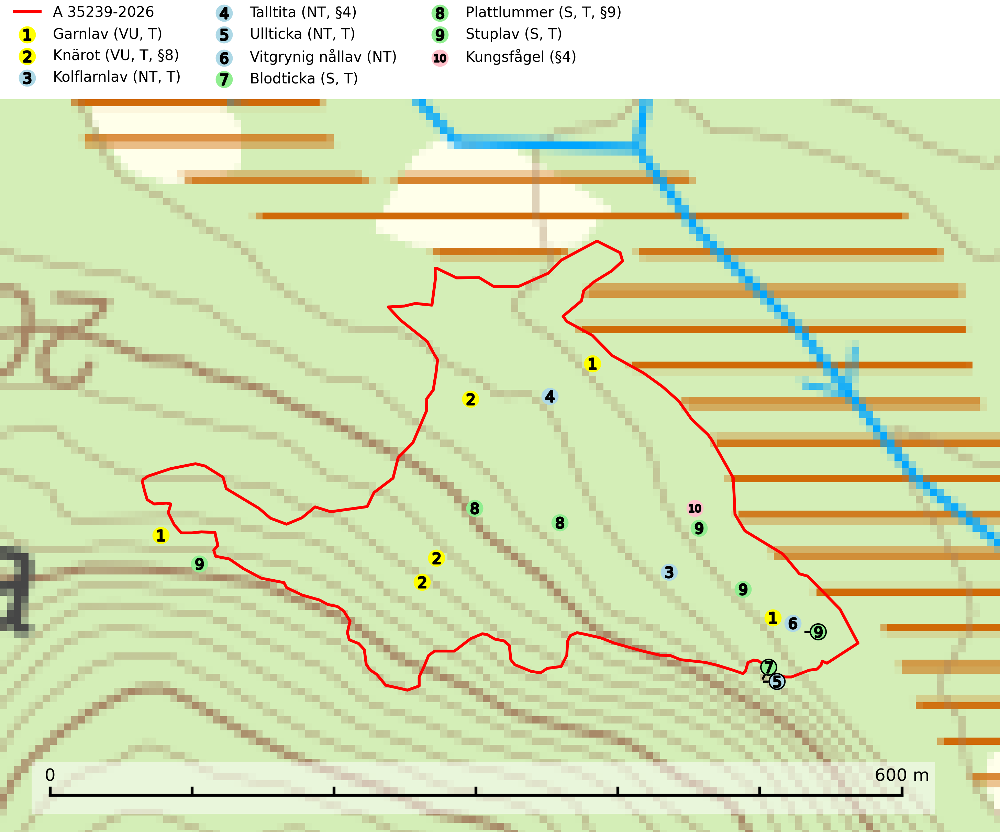 A 35239-2026
1 Garnlav (VU, T)
2 Knärot (VU, T, §8)
3 Kolflarnlav (NT, T)
4 Talltita (NT, §4)
5 Ullticka (NT, T)
6 Vitgrynig nållav (NT)
7 Blodticka (S, T)
8 Plattlummer (S, T, §9)
9 Stuplav (S, T)
10 Kungsfågel (§4)
1
2
4
8
8
10
9
1
9
2
2
3
9
1
6
9
7
5
0
600 m